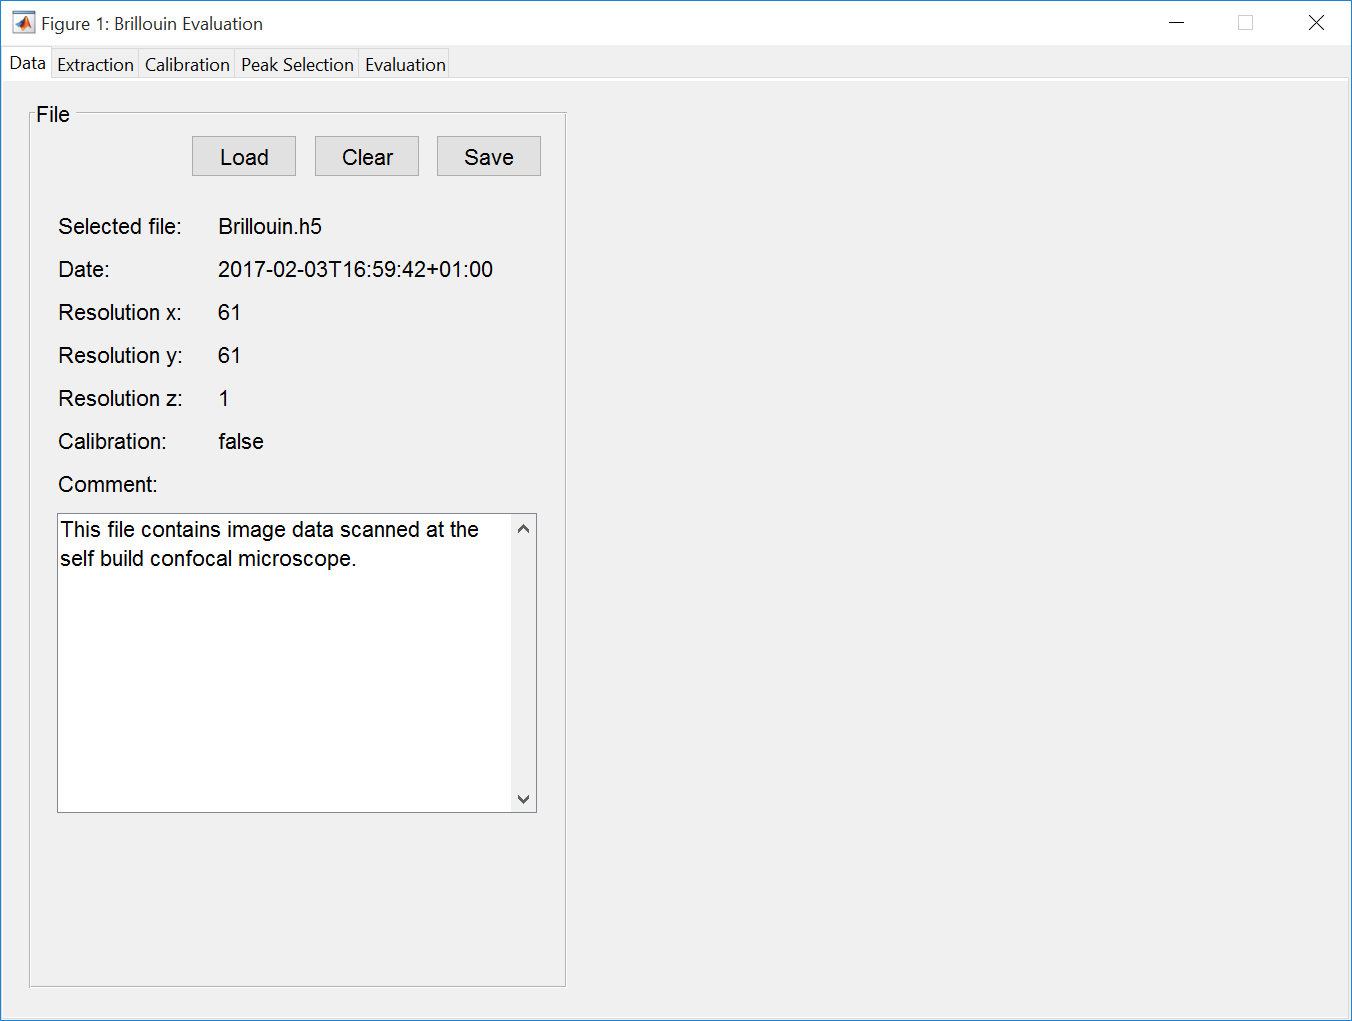 Figure 1: Brillouin Evaluation
Data Extraction Calibration Peak Selection Evaluation
File
Load Clear Save
Selected file: Brillouin.h5
Date: 2017-02-03T16:59:42+01:00
Resolution x: 61
Resolution y: 61
Resolution z: 1
Calibration: false
Comment:
This file contains image data scanned at the
self build confocal microscope.